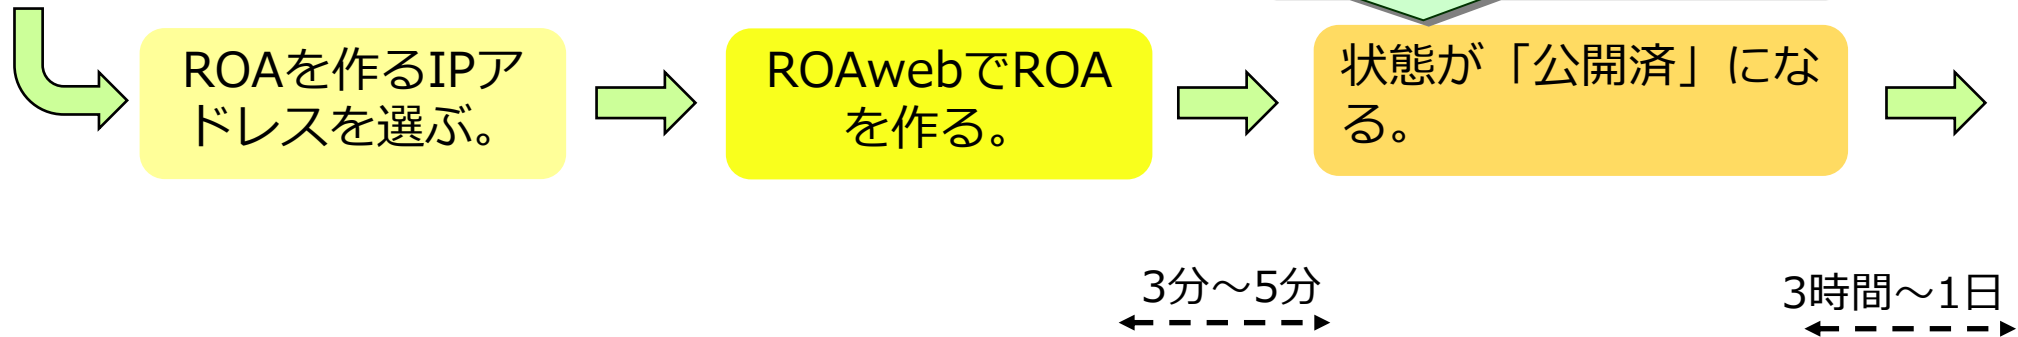 ROAを作るIPア
ドレスを選ぶ。
ROAwebでROA
を作る。
状態が「公開済」にな
る。
3分～5分
3時間～1日